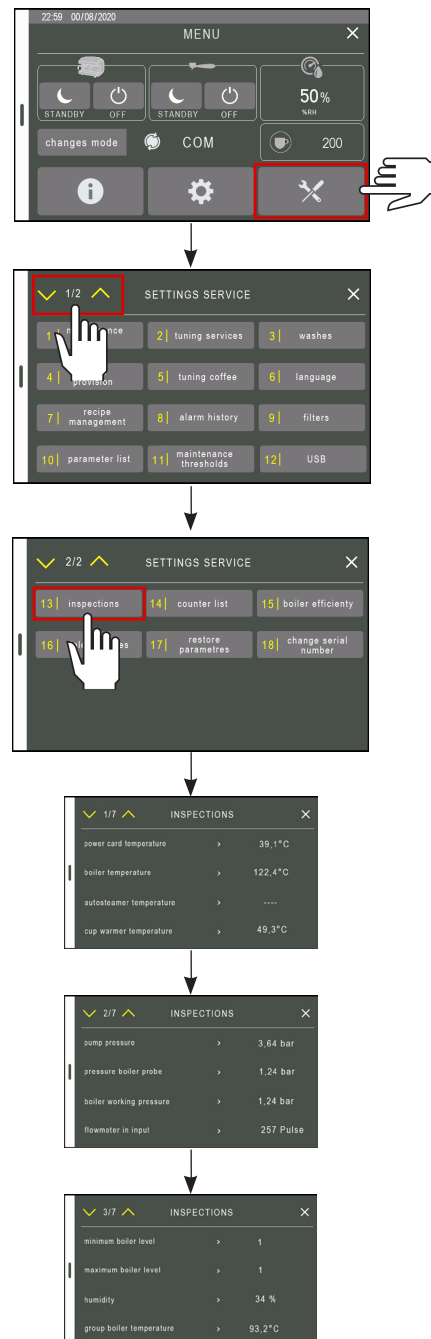 22:59 00/08/2020
MENU
STANDBY OFF STANDBY OFF
50%
%RH
changes mode COM 200
1/2 SETTINGS SERVICE
1| 2| tuning services 3| washes
4| provision 5| tuning coffee 6| language
7| recipe management 8| alarm history 9| filters
10| parameter list 11| maintenance thresholds 12| USB
2/2 SETTINGS SERVICE
13| inspections 14| counter list 15| boiler efficienty
16| 17| restore parametres 18| change serial number
1/7 INSPECTIONS
power card temperature > 39,1°C
boiler temperature > 122,4°C
autosteamer temperature > ----
cup warmer temperature > 49,3°C
2/7 INSPECTIONS
pump pressure > 3,64 bar
pressure boiler probe > 1,24 bar
boiler working pressure > 1,24 bar
flowmeter in input > 257 Pulse
3/7 INSPECTIONS
minimum boiler level > 1
maximum boiler level > 1
humidity > 34 %
group boiler temperature > 93,2°C